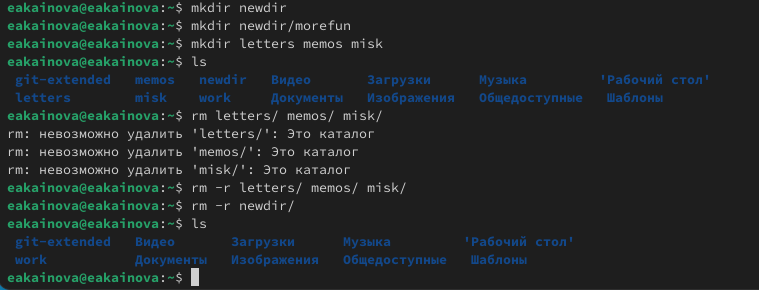 eakainova@eakainova:~$ mkdir newdir
eakainova@eakainova:~$ mkdir newdir/morefun
eakainova@eakainova:~$ mkdir letters memos misk
eakainova@eakainova:~$ ls
git-extended memos newdir Видео Загрузки Музыка 'Рабочий стол'
letters misk work Документы Изображения Общедоступные Шаблоны
eakainova@eakainova:~$ rm letters/ memos/ misk/
rm: невозможно удалить 'letters/': Это каталог
rm: невозможно удалить 'memos/': Это каталог
rm: невозможно удалить 'misk/': Это каталог
eakainova@eakainova:~$ rm -r letters/ memos/ misk/
eakainova@eakainova:~$ rm -r newdir/
eakainova@eakainova:~$ ls
git-extended Видео Загрузки Музыка 'Рабочий стол'
work Документы Изображения Общедоступные Шаблоны
eakainova@eakainova:~$